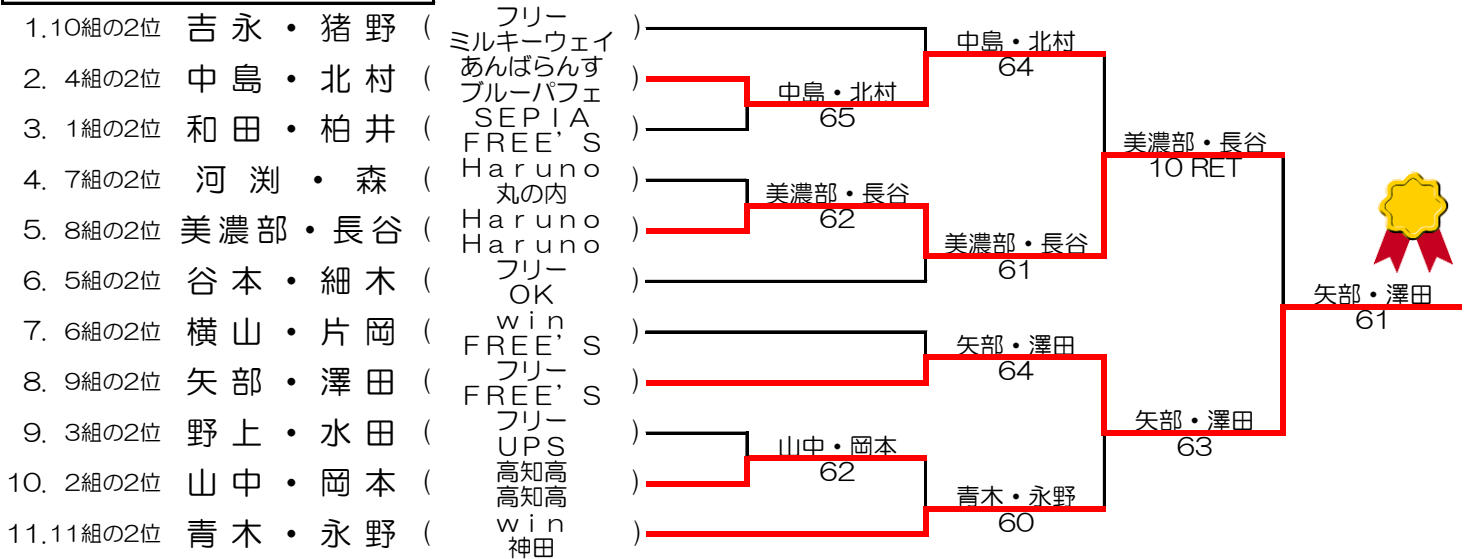 1.10組の2位 吉永・猪野 ( フリー ミルキーウェイ )
2. 4組の2位 中島・北村 ( あんぱらんす ブルーパフェ )
3. 1組の2位 和田・柏井 ( SEPIA FREE'S )
4. 7組の2位 河渕・森 ( Haruno 丸の内 )
5. 8組の2位 美濃部・長谷 ( Haruno Haruno )
6. 5組の2位 谷本・細木 ( フリー OK )
7. 6組の2位 横山・片岡 ( win FREE'S )
8. 9組の2位 矢部・澤田 ( フリー FREE'S )
9. 3組の2位 野上・水田 ( フリー UPS )
10. 2組の2位 山中・岡本 ( 高知高 高知高 )
11.11組の2位 青木・永野 ( win 神田 )
中島・北村
65
美濃部・長谷
62
山中・岡本
62
中島・北村
64
美濃部・長谷
61
矢部・澤田
64
青木・永野
60
美濃部・長谷
10 RET
矢部・澤田
63
矢部・澤田
61